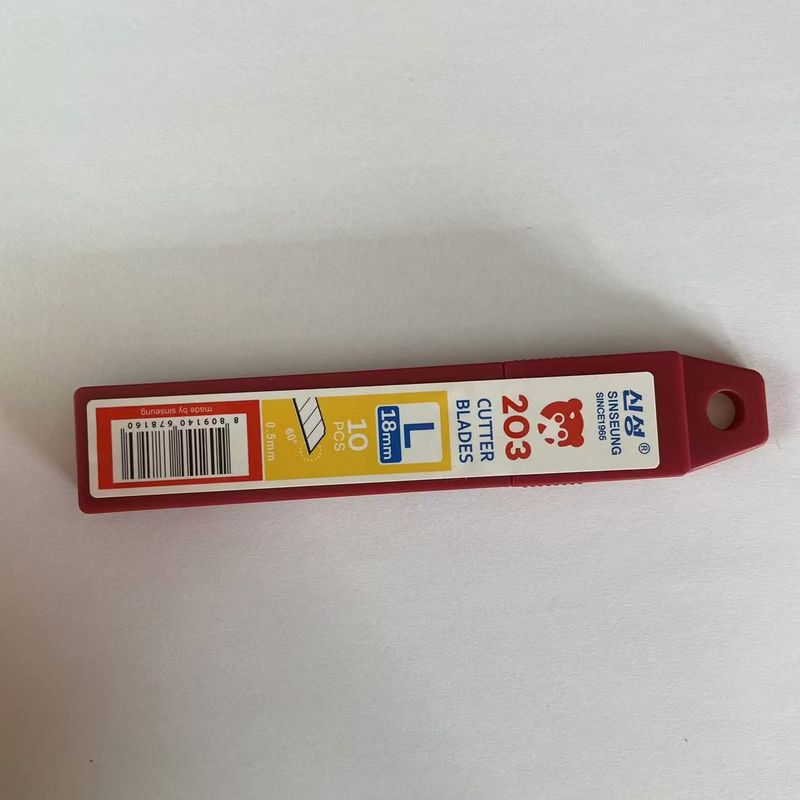 신성®
SINSEUNG
SINCE1965
203
CUTTER
BLADES
L
18mm
10
PCS
60°
0.5mm
8 809140 678160
made by sinseung